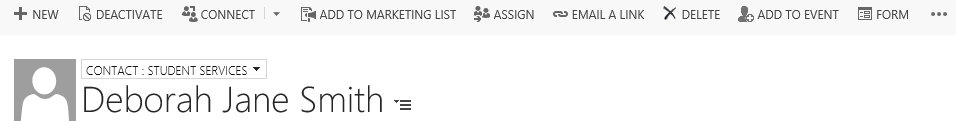 NEW DEACTIVATE CONNECT ADD TO MARKETING LIST ASSIGN EMAIL A LINK DELETE ADD TO EVENT FORM
CONTACT : STUDENT SERVICES
Deborah Jane Smith